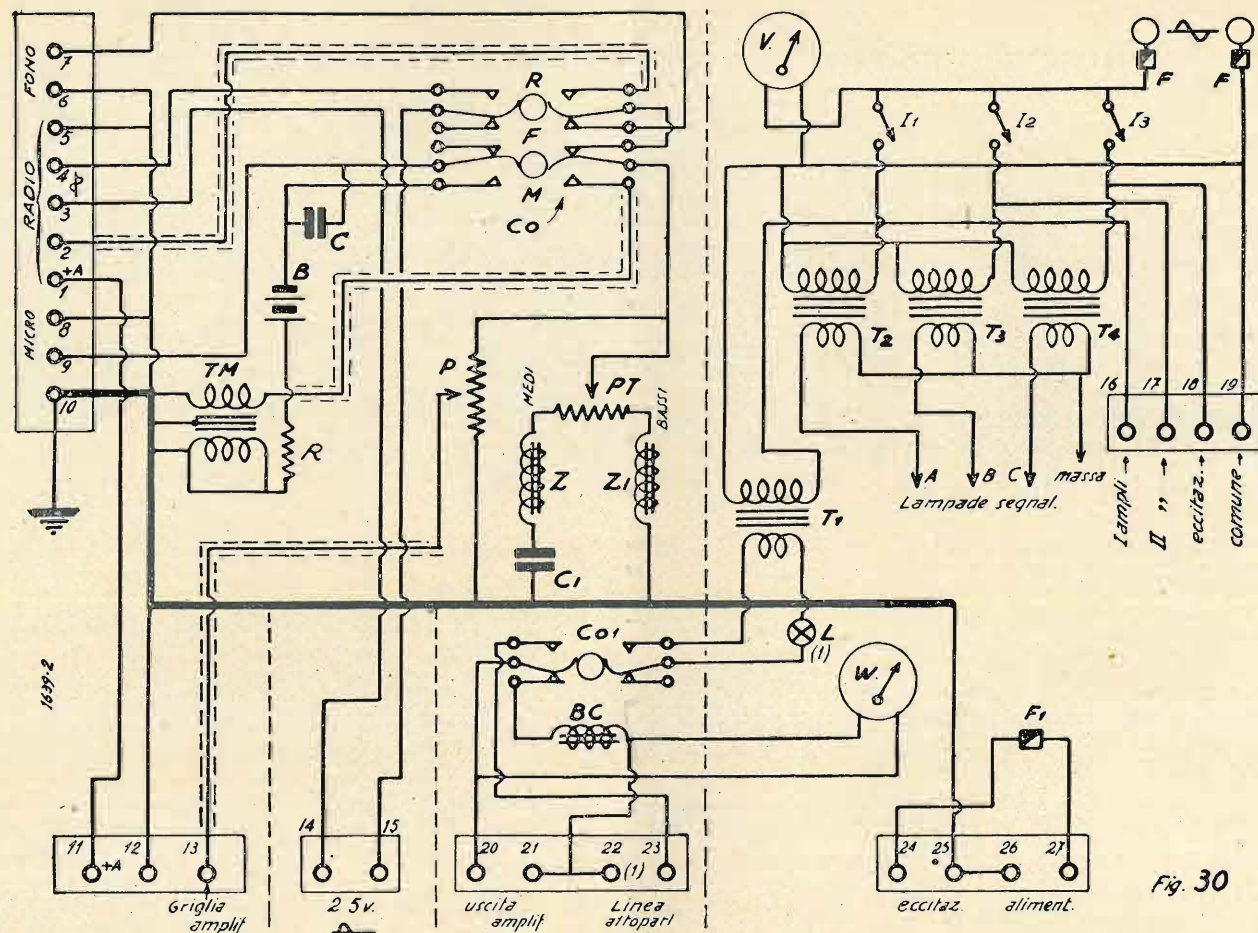 FONO
RADIO
MICRO
7
6
5
4
3
2
+A
1
8
9
10
TM
R
B
C
R
F
M
CO
P
MEDI
PT
BASSI
Z
Z1
C1
V.
F
F
I1
I2
I3
T2
T3
T4
T1
A
B
C
massa
Lampade segnal.
16
17
18
19
I ampli
II "
eccitaz.
comune
CO1
L
(1)
W.
BC
F1
1639-2
11
+A
12
13
Griglia
amplif
14
15
2 5v.
20
21
22
(1)
23
uscita
amplif
Linea
altoparl
24
25
26
27
eccitaz.
aliment.
Fig. 30